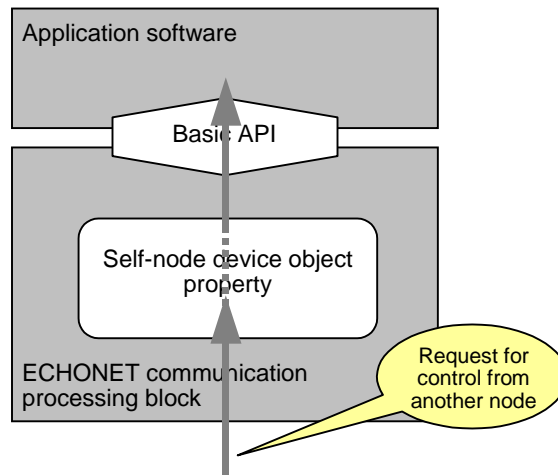 Application software
Basic API
Self-node device object
property
ECHONET communication
processing block
Request for
control from
another node